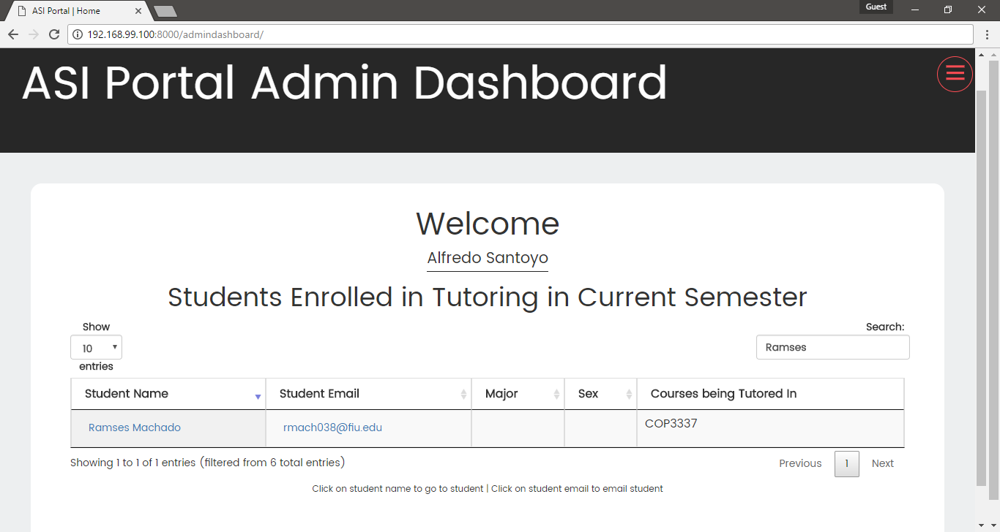 ASI Portal | Home
Guest
192.168.99.100:8000/admindashboard/
ASI Portal Admin Dashboard
Welcome
Alfredo Santoyo
Students Enrolled in Tutoring in Current Semester
Show
10
entries
Search:
Ramses
Student Name Student Email Major Sex Courses being Tutored In
Ramses Machado rmach038@fiu.edu COP3337
Showing 1 to 1 of 1 entries (filtered from 6 total entries)
Previous 1 Next
Click on student name to go to student | Click on student email to email student